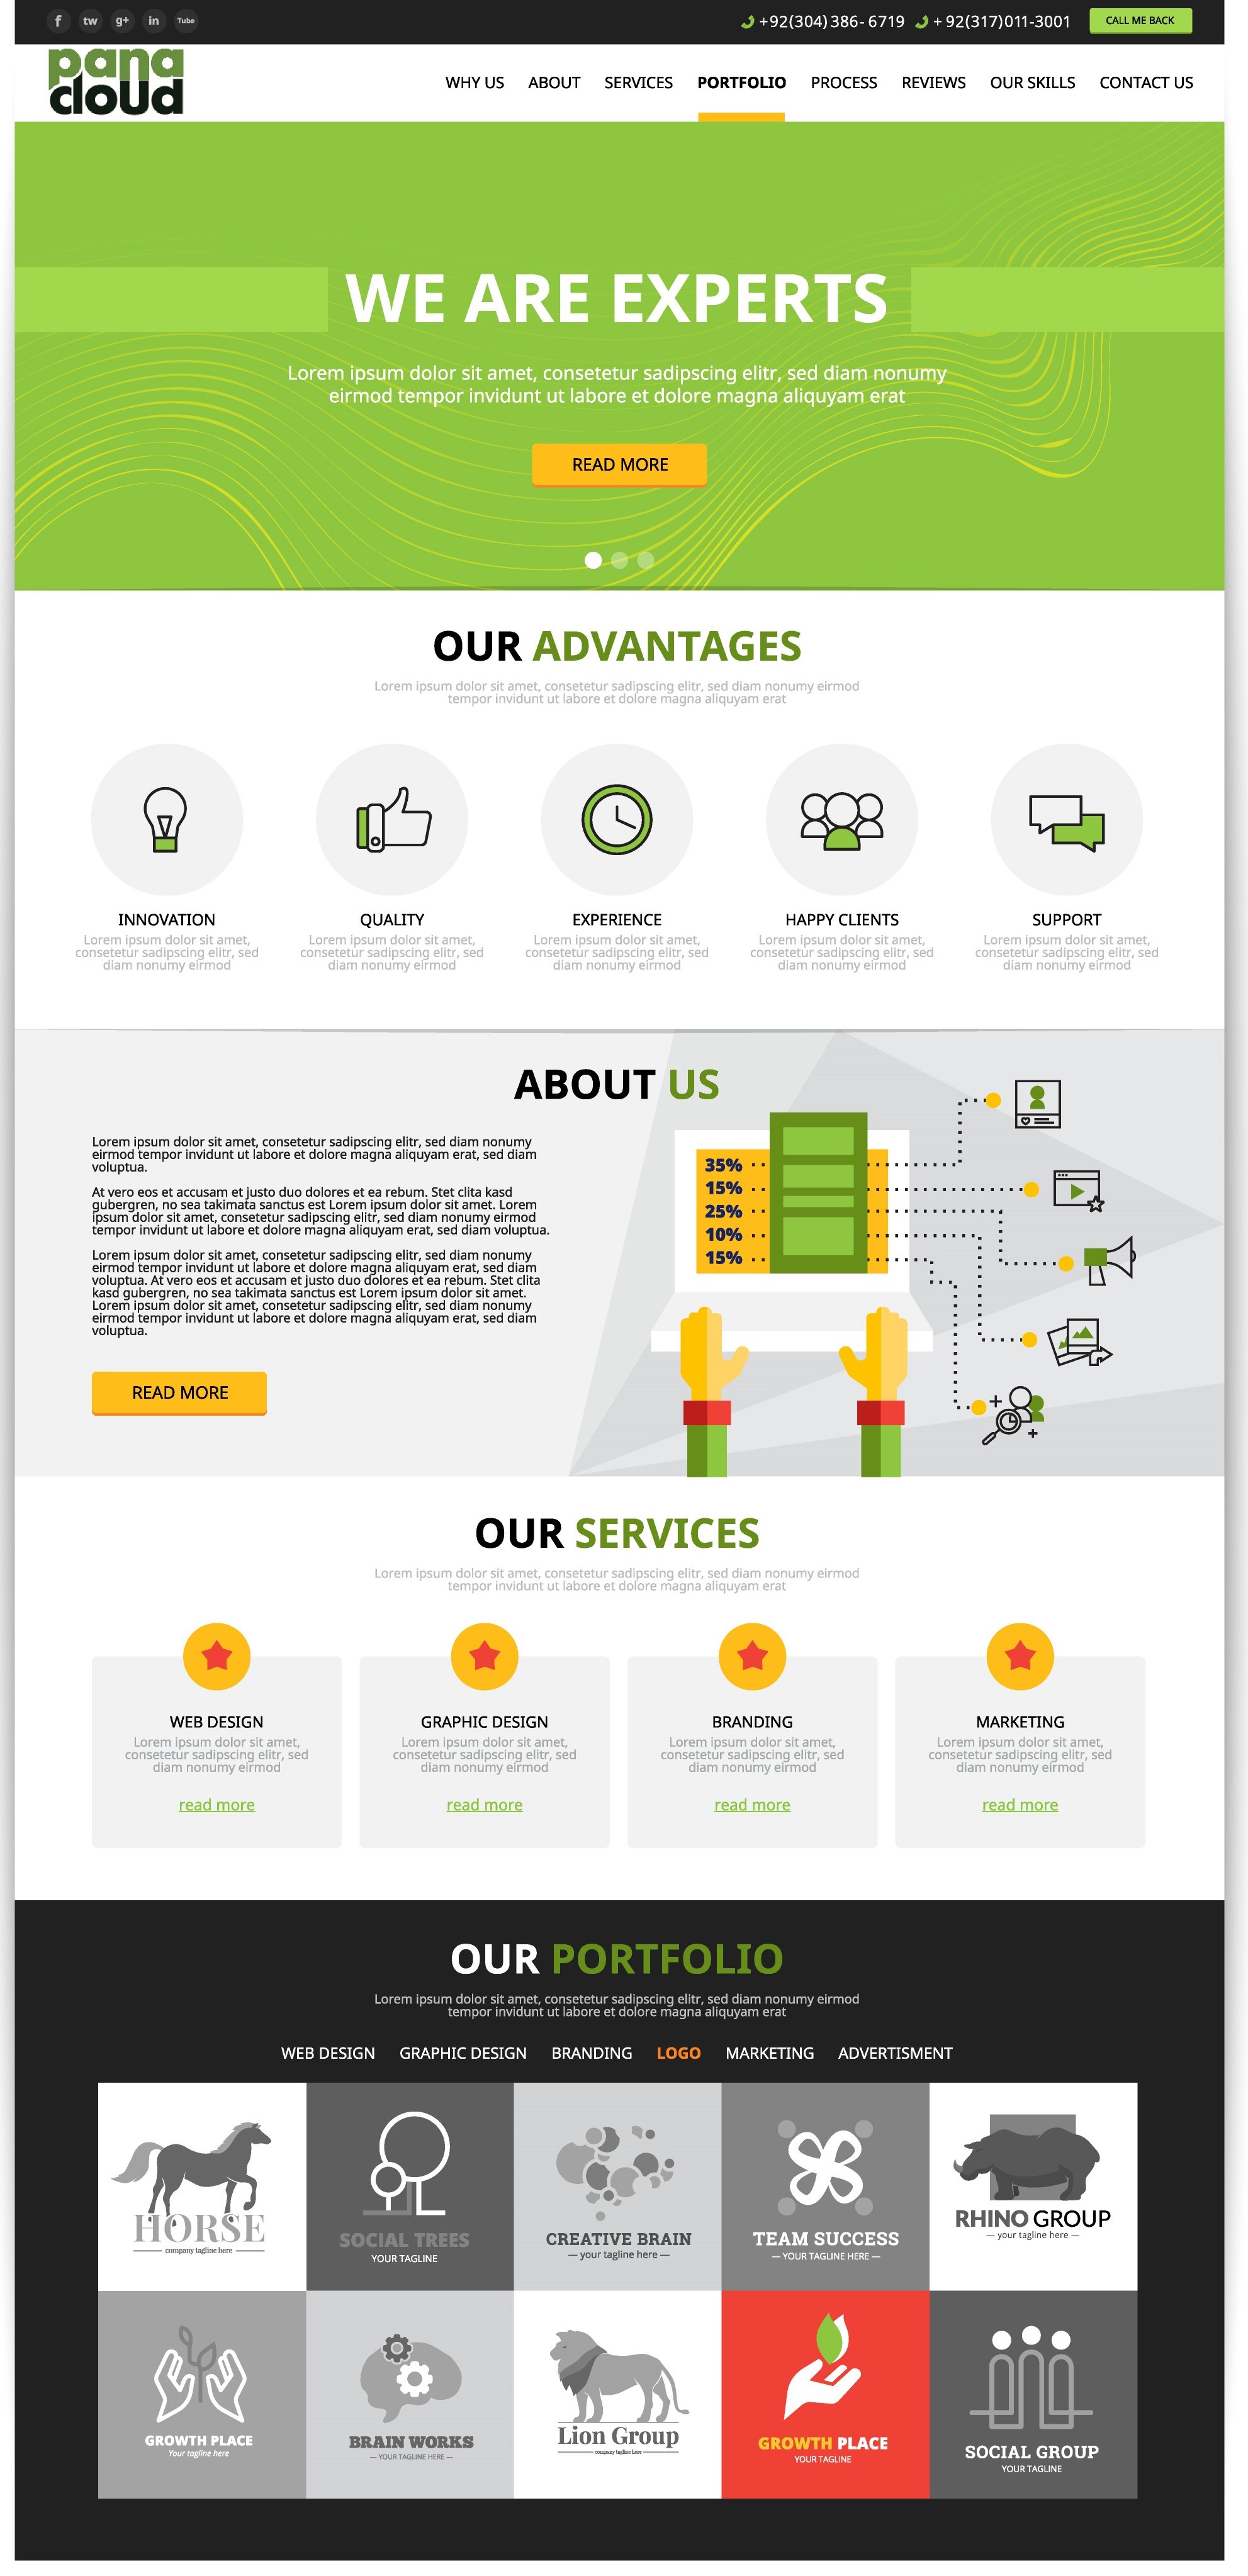 f tw g+ in Tube
+92(304) 386- 6719 + 92(317)011-3001 CALL ME BACK
pana
cloud
WHY US ABOUT SERVICES PORTFOLIO PROCESS REVIEWS OUR SKILLS CONTACT US
WE ARE EXPERTS
Lorem ipsum dolor sit amet, consetetur sadipscing elitr, sed diam nonumy
eirmod tempor invidunt ut labore et dolore magna aliquyam erat
READ MORE
OUR ADVANTAGES
Lorem ipsum dolor sit amet, consetetur sadipscing elitr, sed diam nonumy eirmod
tempor invidunt ut labore et dolore magna aliquyam erat
INNOVATION
Lorem ipsum dolor sit amet,
consetetur sadipscing elitr, sed
diam nonumy eirmod
QUALITY
Lorem ipsum dolor sit amet,
consetetur sadipscing elitr, sed
diam nonumy eirmod
EXPERIENCE
Lorem ipsum dolor sit amet,
consetetur sadipscing elitr, sed
diam nonumy eirmod
HAPPY CLIENTS
Lorem ipsum dolor sit amet,
consetetur sadipscing elitr, sed
diam nonumy eirmod
SUPPORT
Lorem ipsum dolor sit amet,
consetetur sadipscing elitr, sed
diam nonumy eirmod
ABOUT US
Lorem ipsum dolor sit amet, consetetur sadipscing elitr, sed diam nonumy
eirmod tempor invidunt ut labore et dolore magna aliquyam erat, sed diam
voluptua.
At vero eos et accusam et justo duo dolores et ea rebum. Stet clita kasd
gubergren, no sea takimata sanctus est Lorem ipsum dolor sit amet. Lorem
ipsum dolor sit amet, consetetur sadipscing elitr, sed diam nonumy eirmod
tempor invidunt ut labore et dolore magna aliquyam erat, sed diam voluptua.
Lorem ipsum dolor sit amet, consetetur sadipscing elitr, sed diam nonumy
eirmod tempor invidunt ut labore et dolore magna aliquyam erat, sed diam
voluptua. At vero eos et accusam et justo duo dolores et ea rebum. Stet clita
kasd gubergren, no sea takimata sanctus est Lorem ipsum dolor sit amet.
Lorem ipsum dolor sit amet, consetetur sadipscing elitr, sed diam nonumy
eirmod tempor invidunt ut labore et dolore magna aliquyam erat, sed diam
voluptua.
READ MORE
35%
15%
25%
10%
15%
OUR SERVICES
Lorem ipsum dolor sit amet, consetetur sadipscing elitr, sed diam nonumy eirmod
tempor invidunt ut labore et dolore magna aliquyam erat
WEB DESIGN
Lorem ipsum dolor sit amet,
consetetur sadipscing elitr, sed
diam nonumy eirmod
read more
GRAPHIC DESIGN
Lorem ipsum dolor sit amet,
consetetur sadipscing elitr, sed
diam nonumy eirmod
read more
BRANDING
Lorem ipsum dolor sit amet,
consetetur sadipscing elitr, sed
diam nonumy eirmod
read more
MARKETING
Lorem ipsum dolor sit amet,
consetetur sadipscing elitr, sed
diam nonumy eirmod
read more
OUR PORTFOLIO
Lorem ipsum dolor sit amet, consetetur sadipscing elitr, sed diam nonumy eirmod
tempor invidunt ut labore et dolore magna aliquyam erat
WEB DESIGN GRAPHIC DESIGN BRANDING LOGO MARKETING ADVERTISMENT
HORSE
company tagline here
SOCIAL TREES
YOUR TAGLINE
CREATIVE BRAIN
— your tagline here —
TEAM SUCCESS
— YOUR TAGLINE HERE —
RHINO GROUP
— your tagline here —
GROWTH PLACE
Your tagline here
BRAIN WORKS
— YOUR TAGLINE HERE —
Lion Group
company tagline here
GROWTH PLACE
YOUR TAGLINE
SOCIAL GROUP
YOUR TAGLINE